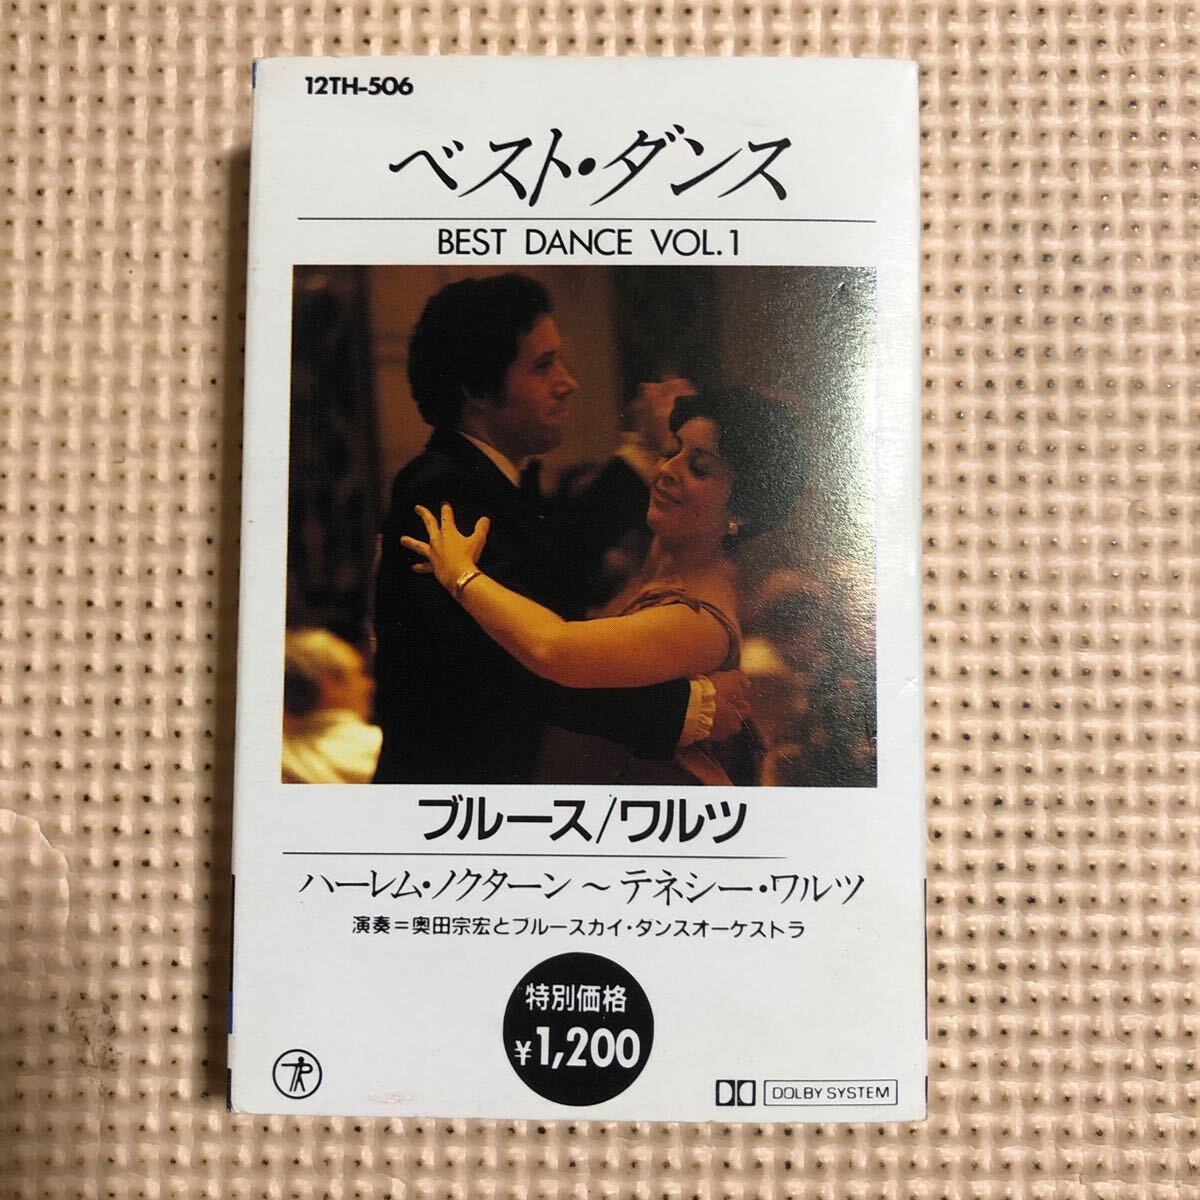 12TH-506
ベスト・ダンス
BEST DANCE VOL.1
ブルース/ワルツ
ハーレム・ノクターン～テネシー・ワルツ
演奏=奥田宗宏とブルースカイ・ダンスオーケストラ
特別価格
¥1,200
DOLBY SYSTEM